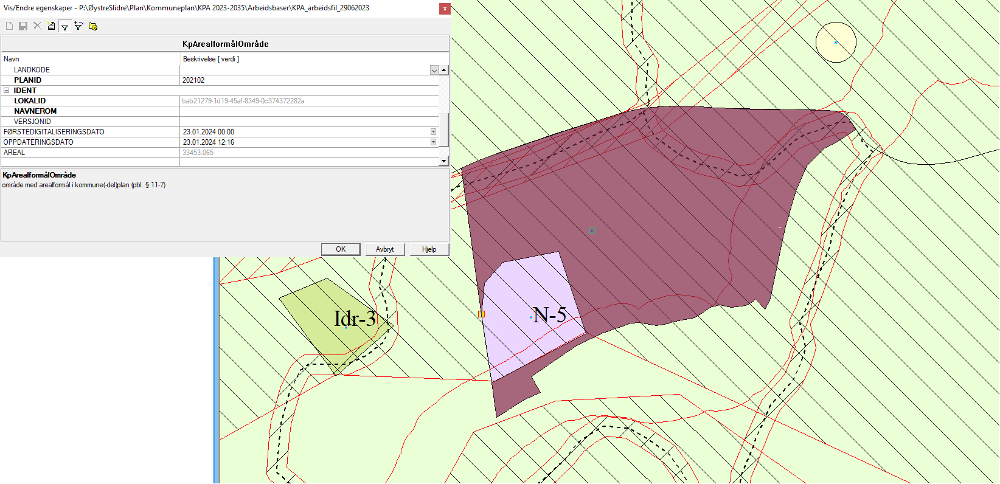 Vis/Endre egenskaper - P:\ØystreSlidre\Plan\Kommuneplan\KPA 2023-2035\Arbeidsbaser\KPA_arbeidsfil_29062023
KpArealformålOmråde
Navn Beskrivelse [ verdi ]
LANDKODE
PLANID 202102
IDENT
LOKALID bab21279-1d19-45af-8349-0c374372282a
NAVNEROM
VERSJONID
FØRSTEDIGITALISERINGSDATO 23.01.2024 00:00
OPPDATERINGSDATO 23.01.2024 12:16
AREAL 33453.065
KpArealformålOmråde
område med arealformål i kommune(-del)plan (pbl. § 11-7)
OK Avbryt Hjelp
Idr-3
N-5